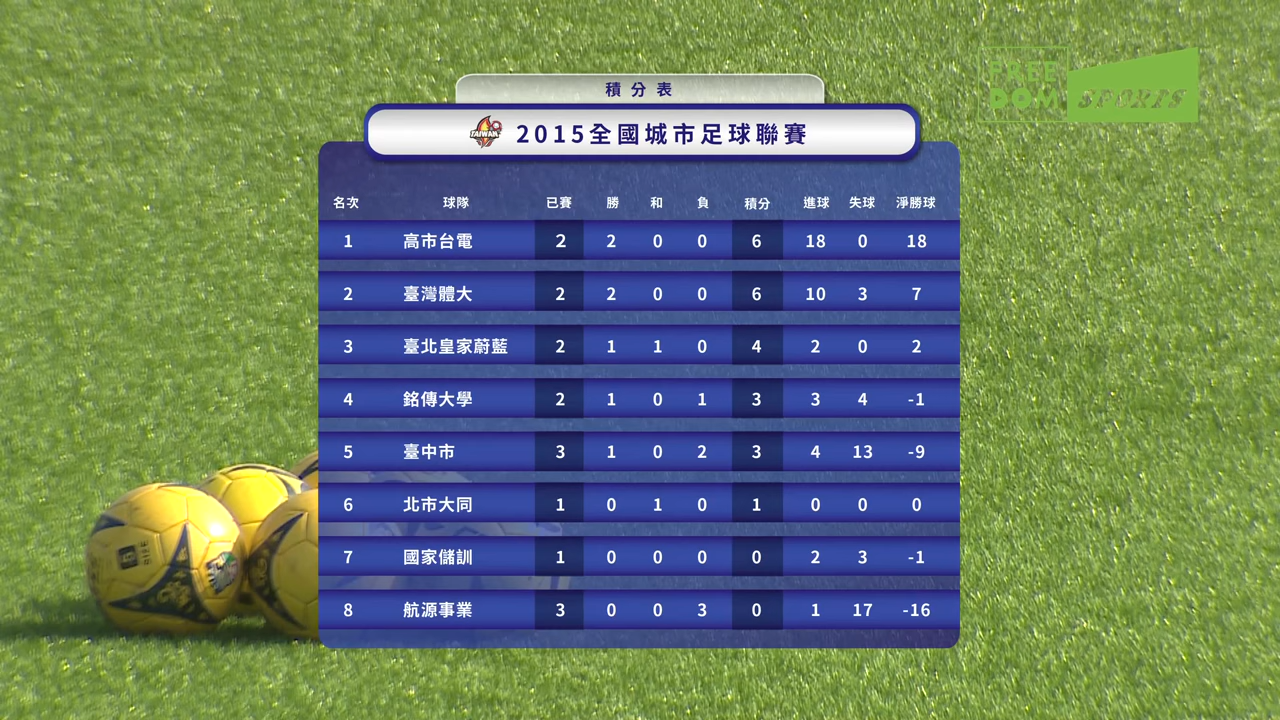 FREE
DOM SPORTS
積分表
TAIWAN 2015全國城市足球聯賽
名次 球隊 已賽 勝 和 負 積分 進球 失球 淨勝球
1 高市台電 2 2 0 0 6 18 0 18
2 臺灣體大 2 2 0 0 6 10 3 7
3 臺北皇家蔚藍 2 1 1 0 4 2 0 2
4 銘傳大學 2 1 0 1 3 3 4 -1
5 臺中市 3 1 0 2 3 4 13 -9
6 北市大同 1 0 1 0 1 0 0 0
7 國家儲訓 1 0 0 0 0 2 3 -1
8 航源事業 3 0 0 3 0 1 17 -16